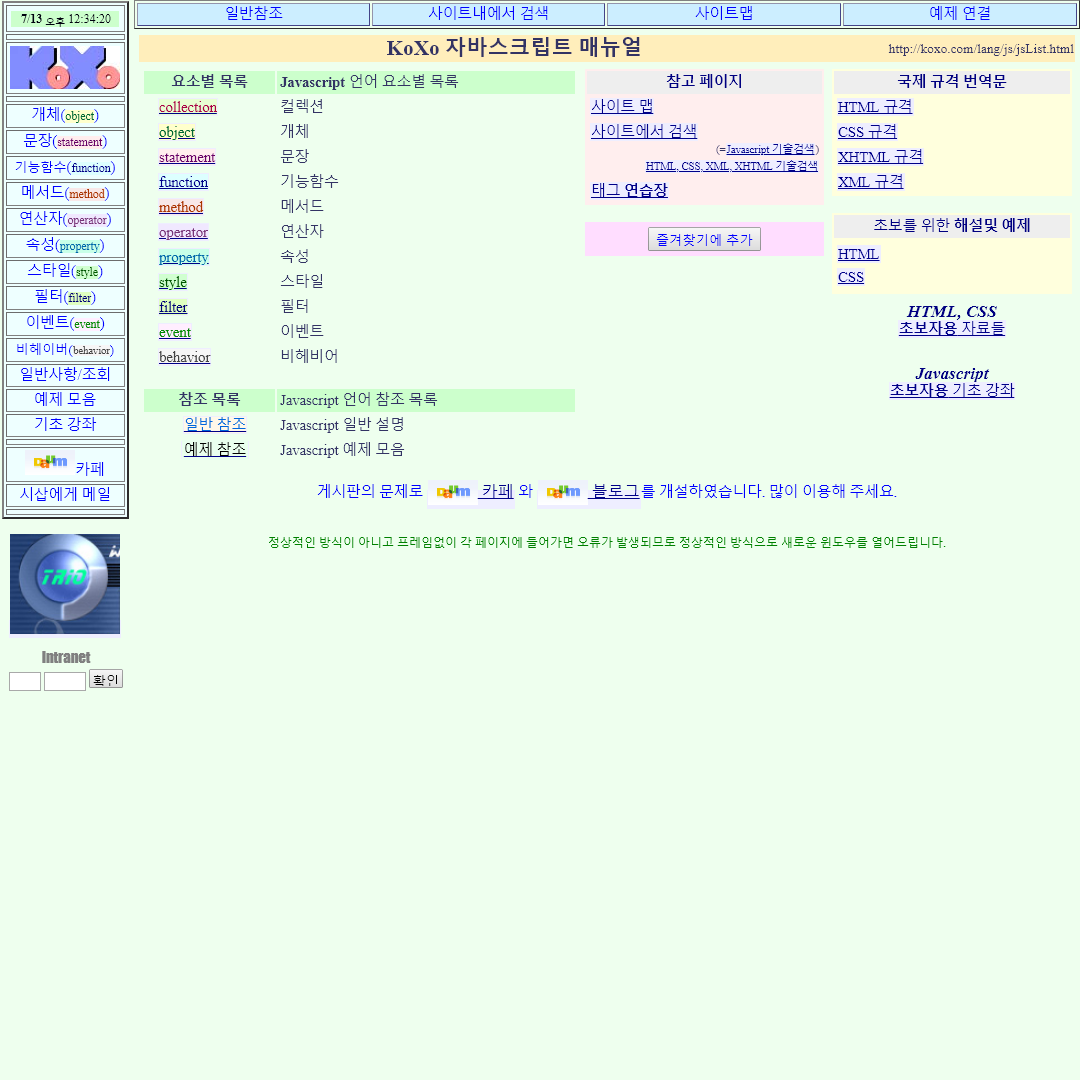 7/13 오후 12:34:20
KoXo
개체(object)
문장(statement)
기능함수(function)
메서드(method)
연산자(operator)
속성(property)
스타일(style)
필터(filter)
이벤트(event)
비헤이버(behavior)
일반사항/조회
예제 모음
기초 강좌
Daum 카페
시삽에게 메일
TRiO
Intranet
확인
일반참조 사이트내에서 검색 사이트맵 예제 연결
KoXo 자바스크립트 매뉴얼 http://koxo.com/lang/js/jsList.html
요소별 목록 Javascript 언어 요소별 목록
collection 컬렉션
object 개체
statement 문장
function 기능함수
method 메서드
operator 연산자
property 속성
style 스타일
filter 필터
event 이벤트
behavior 비헤비어
참조 목록 Javascript 언어 참조 목록
일반 참조 Javascript 일반 설명
예제 참조 Javascript 예제 모음
참고 페이지
사이트 맵
사이트에서 검색
(=Javascript 기술검색)
HTML, CSS, XML, XHTML 기술검색
태그 연습장
즐겨찾기에 추가
국제 규격 번역문
HTML 규격
CSS 규격
XHTML 규격
XML 규격
초보를 위한 해설및 예제
HTML
CSS
HTML, CSS
초보자용 자료들
Javascript
초보자용 기초 강좌
게시판의 문제로 Daum 카페 와 Daum 블로그를 개설하였습니다. 많이 이용해 주세요.
정상적인 방식이 아니고 프레임없이 각 페이지에 들어가면 오류가 발생되므로 정상적인 방식으로 새로운 윈도우를 열어드립니다.